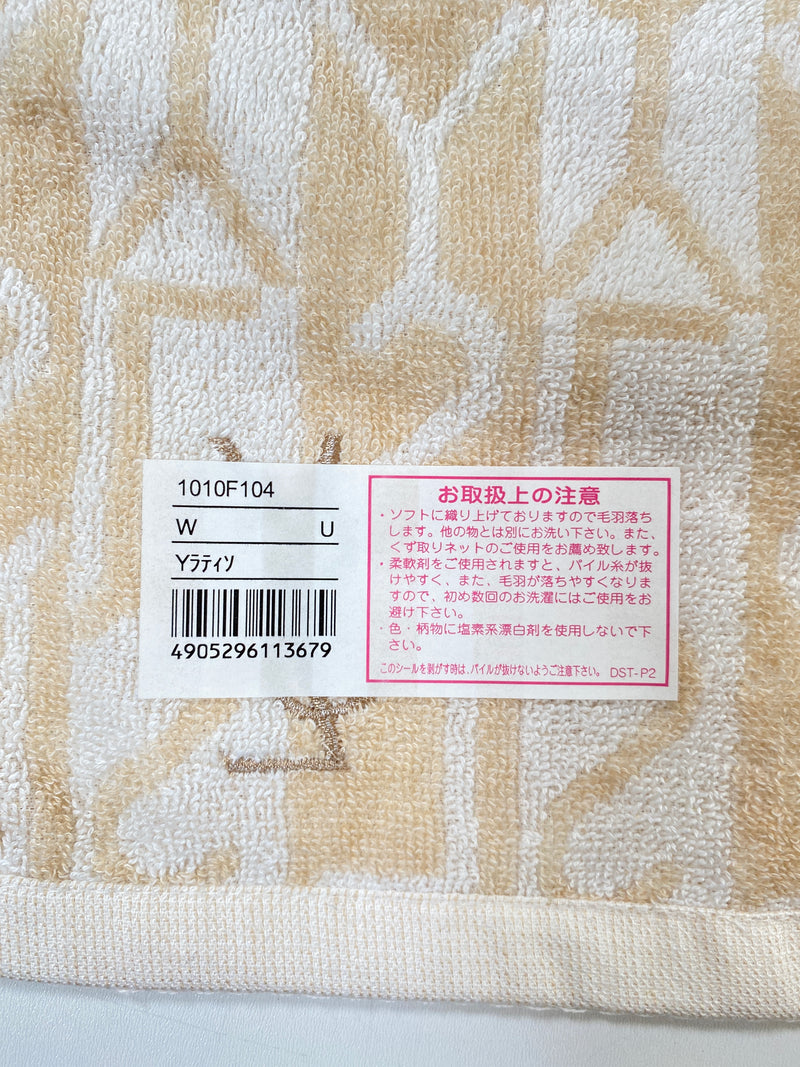 1010F104
W U
Yﾗﾃｨｿ
4905296113679
お取扱上の注意
・ソフトに織り上げておりますので毛羽落ち
します。他の物とは別にお洗い下さい。また、
くず取りネットのご使用をお薦め致します。
・柔軟剤をご使用されますと、パイル糸が抜
けやすく、また、毛羽が落ちやすくなりま
すので、初め数回のお洗濯にはご使用をお
避け下さい。
・色・柄物に塩素系漂白剤を使用しないで下
さい。
このシールを剥がす時は、パイルが抜けないようご注意下さい。 DST-P2